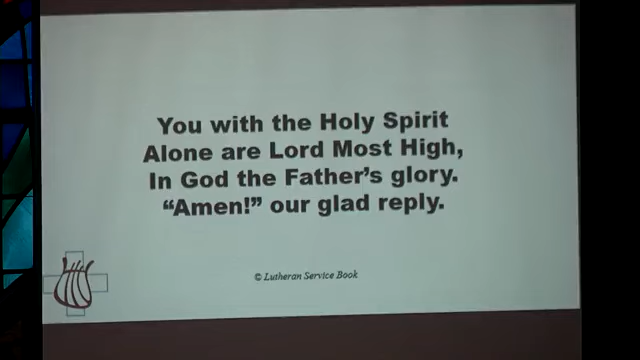 You with the Holy Spirit
Alone are Lord Most High,
In God the Father's glory.
“Amen!” our glad reply.
© Lutheran Service Book